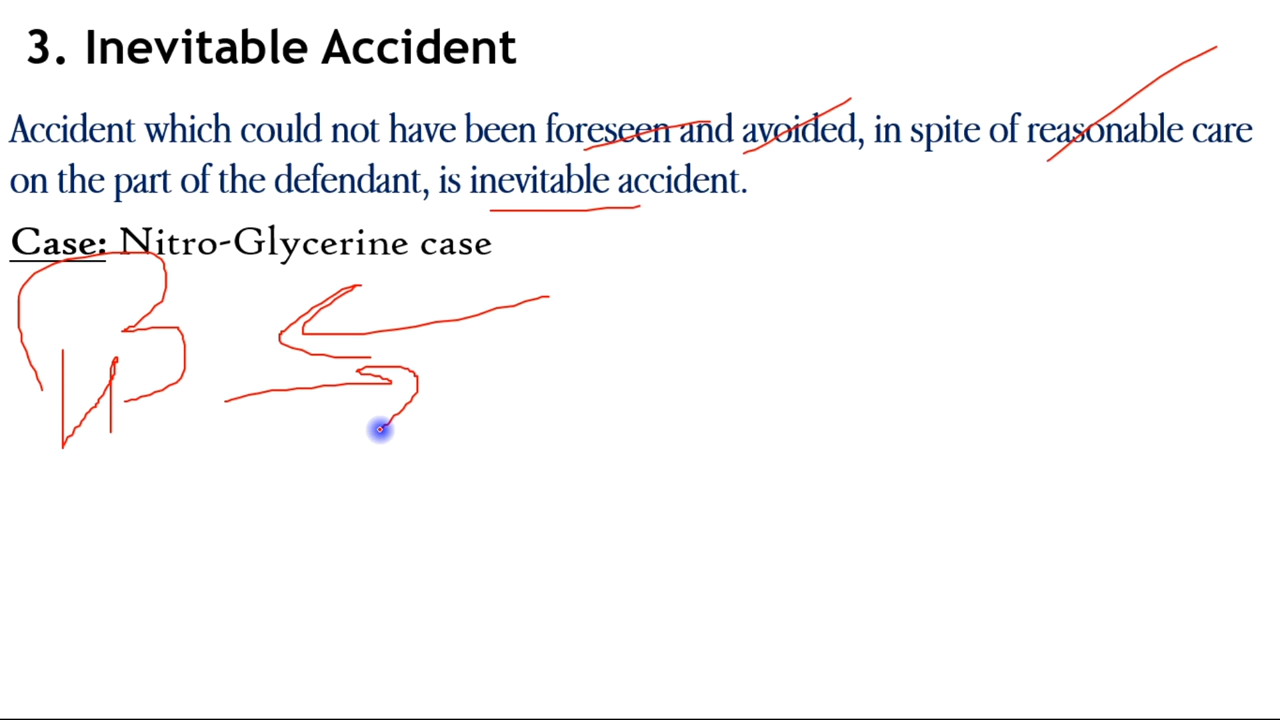 3. Inevitable Accident
Accident which could not have been foreseen and avoided, in spite of reasonable care
on the part of the defendant, is inevitable accident.
Case: Nitro-Glycerine case